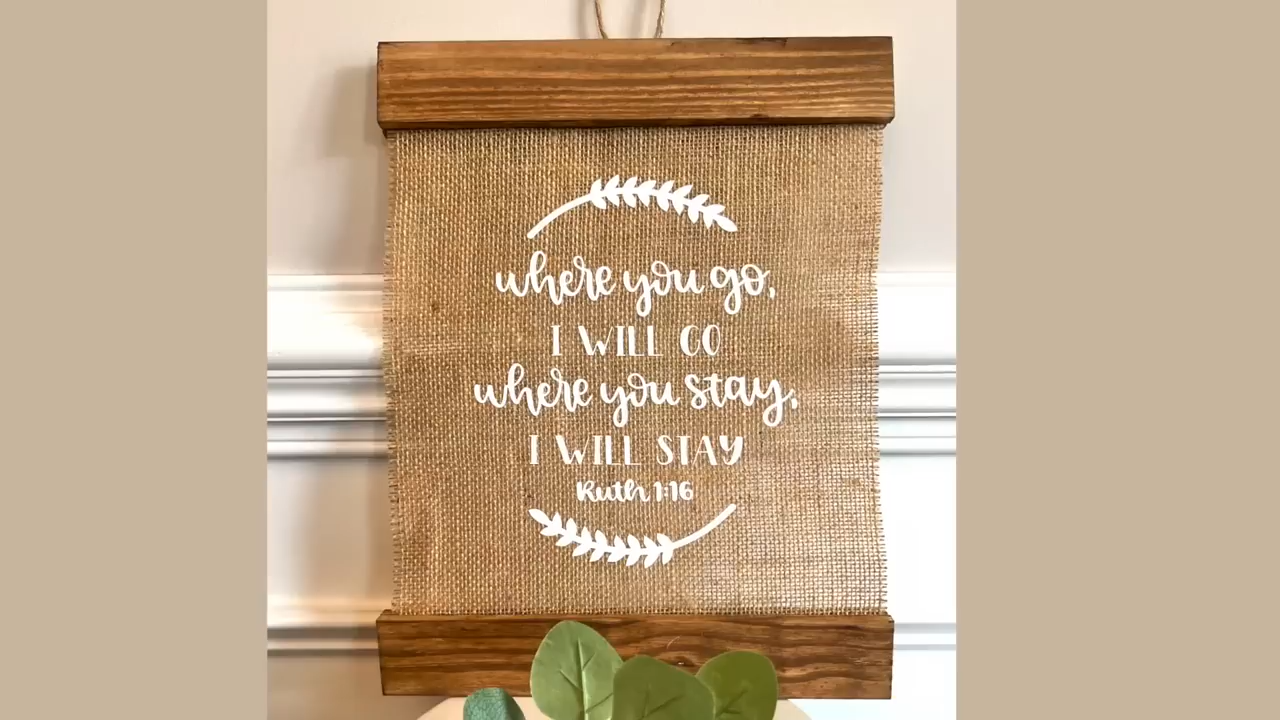 where you go,
I WILL GO
where you stay,
I WILL STAY
Ruth 1:16